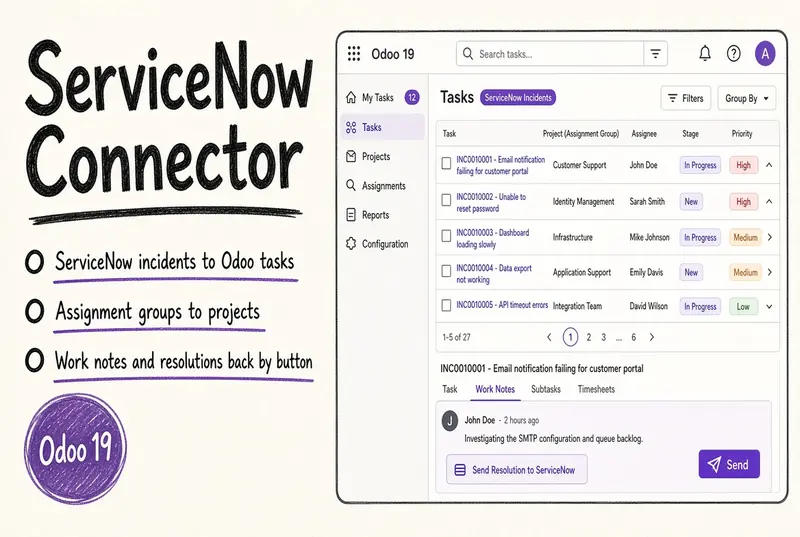 ServiceNow
Connector
ServiceNow incidents to Odoo tasks
Assignment groups to projects
Work notes and resolutions back by button
Odoo 19
Odoo 19
Search tasks...
A
My Tasks 12
Tasks
Projects
Assignments
Reports
Configuration
Tasks ServiceNow Incidents
Filters
Group By
Task Project (Assignment Group) Assignee Stage Priority
INC0010001 - Email notification
failing for customer portal
Customer Support John Doe In Progress High
INC0010002 - Unable to
reset password
Identity Management Sarah Smith New High
INC0010003 - Dashboard
loading slowly
Infrastructure Mike Johnson In Progress Medium
INC0010004 - Data export
not working
Application Support Emily Davis New Medium
INC0010005 - API timeout errors Integration Team David Wilson In Progress Low
1-5 of 27
1 2 3 ... 6
INC0010001 - Email notification failing for customer portal
Task Work Notes Subtasks Timesheets
J
John Doe - 2 hours ago
Investigating the SMTP configuration and queue backlog.
Send Resolution to ServiceNow
Send